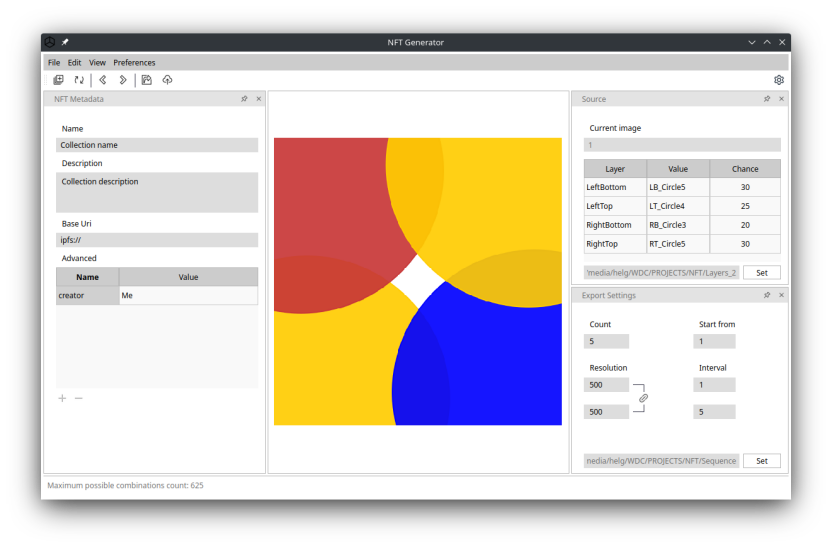 NFT Generator
File Edit View Preferences
NFT Metadata
Name
Collection name
Description
Collection description
Base Uri
ipfs://
Advanced
Name Value
creator Me
Source
Current image
1
Layer Value Chance
LeftBottom LB_Circle5 30
LeftTop LT_Circle4 25
RightBottom RB_Circle3 20
RightTop RT_Circle5 30
'media/helg/WDC/PROJECTS/NFT/Layers_2 Set
Export Settings
Count Start from
5 1
Resolution Interval
500 1
500 5
nedia/helg/WDC/PROJECTS/NFT/Sequence Set
Maximum possible combinations count: 625